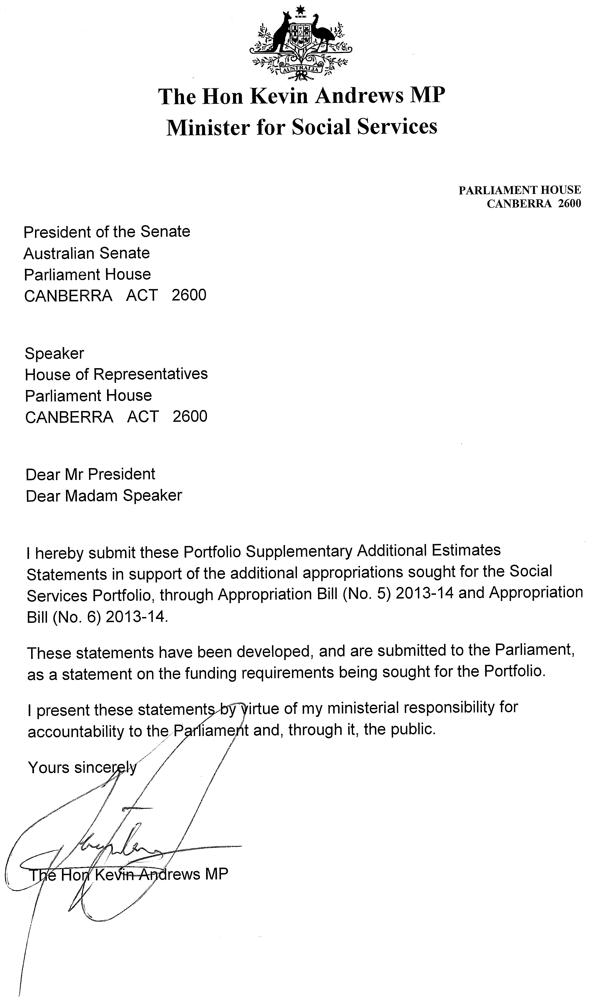 AUSTRALIA
The Hon Kevin Andrews MP
Minister for Social Services
PARLIAMENT HOUSE
CANBERRA 2600
President of the Senate
Australian Senate
Parliament House
CANBERRA ACT 2600
Speaker
House of Representatives
Parliament House
CANBERRA ACT 2600
Dear Mr President
Dear Madam Speaker
I hereby submit these Portfolio Supplementary Additional Estimates
Statements in support of the additional appropriations sought for the Social
Services Portfolio, through Appropriation Bill (No. 5) 2013-14 and Appropriation
Bill (No. 6) 2013-14.
These statements have been developed, and are submitted to the Parliament,
as a statement on the funding requirements being sought for the Portfolio.
I present these statements by virtue of my ministerial responsibility for
accountability to the Parliament and, through it, the public.
Yours sincerely
The Hon Kevin Andrews MP